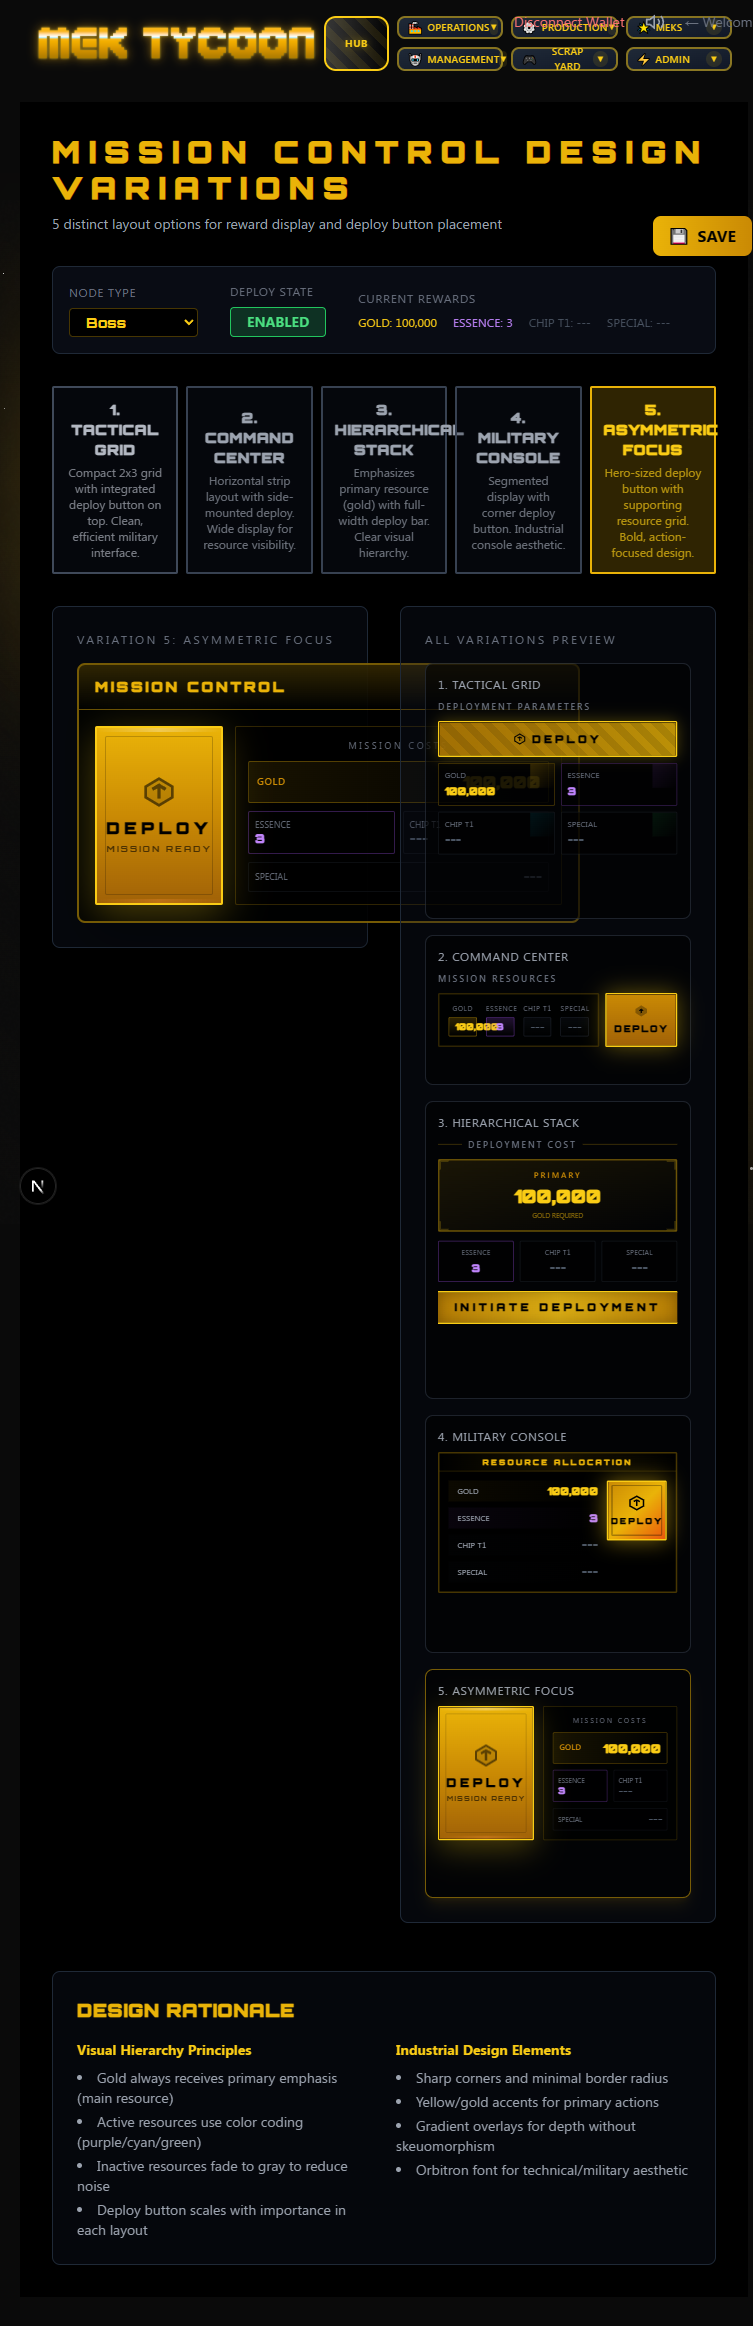 MEK TYCOON
HUB
OPERATIONS
PRODUCTION
MEKS
MANAGEMENT
SCRAP
YARD
ADMIN
Disconnect Wallet
← Welcom
MISSION CONTROL DESIGN
VARIATIONS
5 distinct layout options for reward display and deploy button placement
SAVE
NODE TYPE
Boss
DEPLOY STATE
ENABLED
CURRENT REWARDS
GOLD: 100,000 ESSENCE: 3 CHIP T1: --- SPECIAL: ---
1.
TACTICAL
GRID
Compact 2x3 grid
with integrated
deploy button on
top. Clean,
efficient military
interface.
2.
COMMAND
CENTER
Horizontal strip
layout with side-
mounted deploy.
Wide display for
resource visibility.
3.
HIERARCHICAL
STACK
Emphasizes
primary resource
(gold) with full-
width deploy bar.
Clear visual
hierarchy.
4.
MILITARY
CONSOLE
Segmented
display with
corner deploy
button. Industrial
console aesthetic.
5.
ASYMMETRIC
FOCUS
Hero-sized deploy
button with
supporting
resource grid.
Bold, action-
focused design.
VARIATION 5: ASYMMETRIC FOCUS
MISSION CONTROL
DEPLOY
MISSION READY
MISSION COST
GOLD
100,000
ESSENCE
3
CHIP T1
---
SPECIAL
---
ALL VARIATIONS PREVIEW
1. TACTICAL GRID
DEPLOYMENT PARAMETERS
DEPLOY
GOLD
100,000
ESSENCE
3
CHIP T1
---
SPECIAL
---
2. COMMAND CENTER
MISSION RESOURCES
GOLD ESSENCE CHIP T1 SPECIAL
100,000 3 --- ---
DEPLOY
3. HIERARCHICAL STACK
DEPLOYMENT COST
PRIMARY
100,000
GOLD REQUIRED
ESSENCE
3
CHIP T1
---
SPECIAL
---
INITIATE DEPLOYMENT
4. MILITARY CONSOLE
RESOURCE ALLOCATION
GOLD 100,000
ESSENCE 3
CHIP T1 ---
SPECIAL ---
DEPLOY
5. ASYMMETRIC FOCUS
DEPLOY
MISSION READY
MISSION COSTS
GOLD 100,000
ESSENCE
3
CHIP T1
---
SPECIAL ---
N
DESIGN RATIONALE
Visual Hierarchy Principles
• Gold always receives primary emphasis
(main resource)
• Active resources use color coding
(purple/cyan/green)
• Inactive resources fade to gray to reduce
noise
• Deploy button scales with importance in
each layout
Industrial Design Elements
• Sharp corners and minimal border radius
• Yellow/gold accents for primary actions
• Gradient overlays for depth without
skeuomorphism
• Orbitron font for technical/military aesthetic